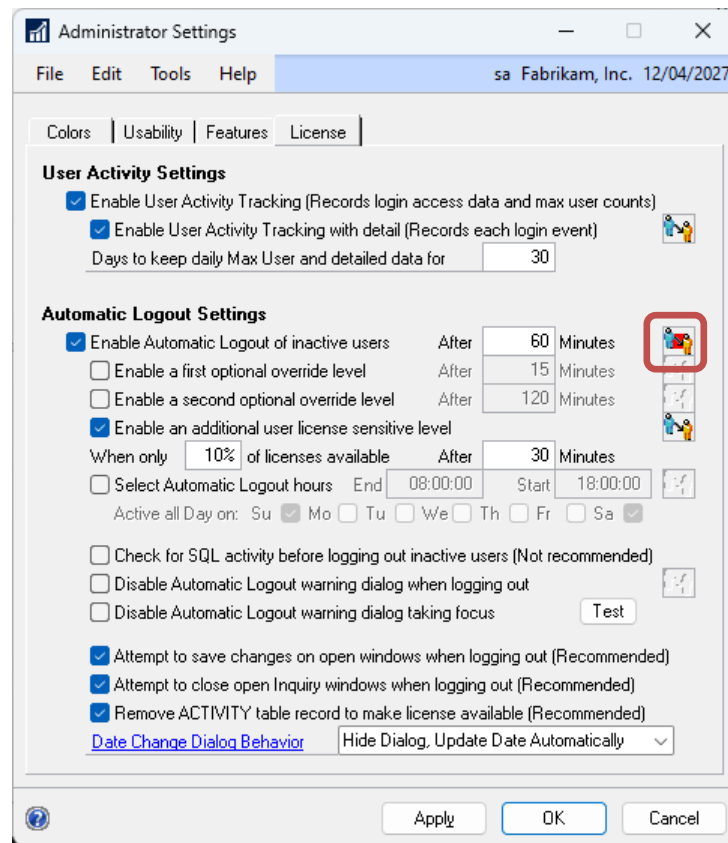 Administrator Settings
File Edit Tools Help sa Fabrikam, Inc. 12/04/2027
Colors Usability Features License
User Activity Settings
Enable User Activity Tracking (Records login access data and max user counts)
Enable User Activity Tracking with detail (Records each login event)
Days to keep daily Max User and detailed data for 30
Automatic Logout Settings
Enable Automatic Logout of inactive users After 60 Minutes
Enable a first optional override level After 15 Minutes
Enable a second optional override level After 120 Minutes
Enable an additional user license sensitive level
When only 10% of licenses available After 30 Minutes
Select Automatic Logout hours End 08:00:00 Start 18:00:00
Active all Day on: Su Mo Tu We Th Fr Sa
Check for SQL activity before logging out inactive users (Not recommended)
Disable Automatic Logout warning dialog when logging out
Disable Automatic Logout warning dialog taking focus Test
Attempt to save changes on open windows when logging out (Recommended)
Attempt to close open Inquiry windows when logging out (Recommended)
Remove ACTIVITY table record to make license available (Recommended)
Date Change Dialog Behavior Hide Dialog, Update Date Automatically
Apply OK Cancel